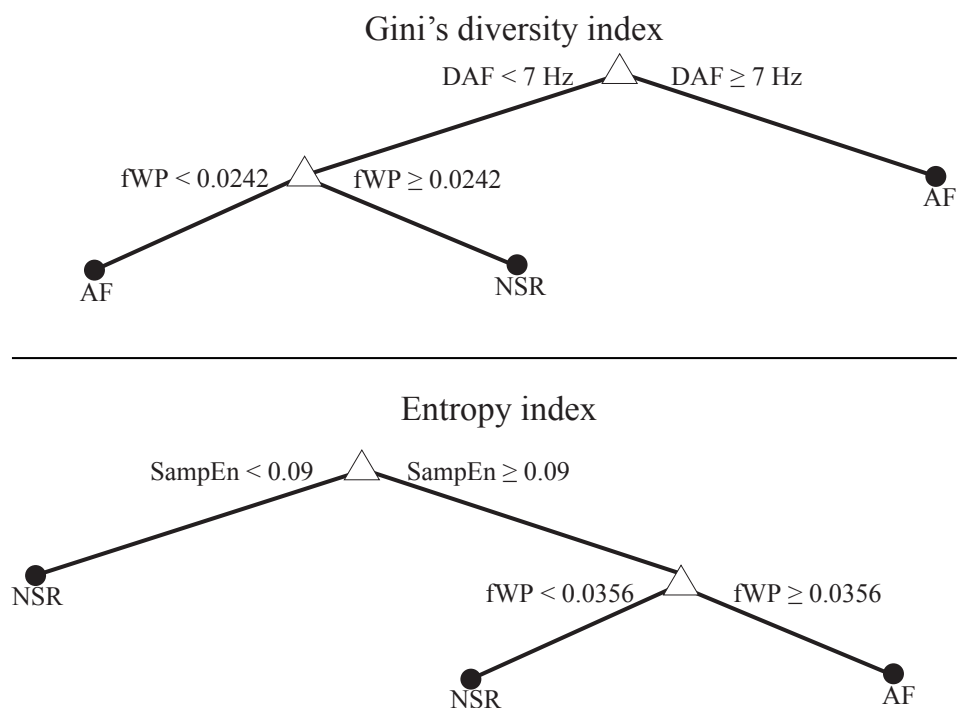 Gini’s diversity index
DAF < 7 Hz
DAF ≥ 7 Hz
fWP < 0.0242
fWP ≥ 0.0242
AF
AF
NSR
Entropy index
SampEn < 0.09
SampEn ≥ 0.09
NSR
fWP < 0.0356
fWP ≥ 0.0356
NSR
AF